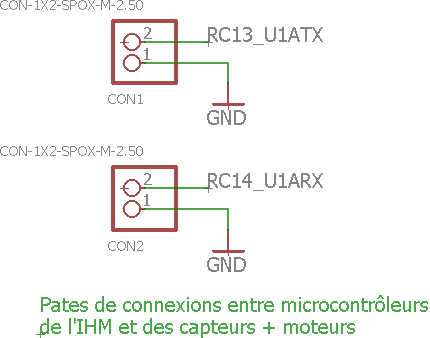 CON-1X2-SPOX-M-2.50
2 RC13_U1ATX
1
CON1
GND
CON-1X2-SPOX-M-2.50
2 RC14_U1ARX
1
CON2
GND
Pates de connexions entre microcontrôleurs
de l'IHM et des capteurs + moteurs